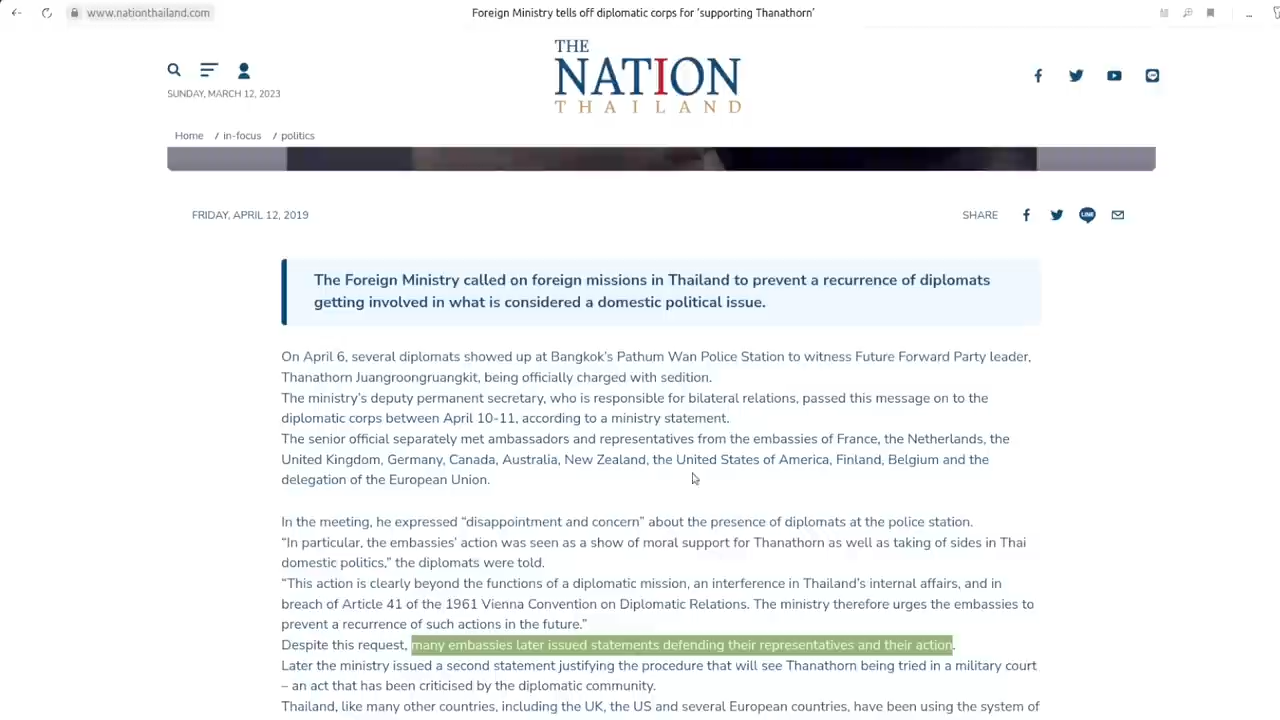 www.nationthailand.com
Foreign Ministry tells off diplomatic corps for ‘supporting Thanathorn’
...
THE
NATION
THAILAND
SUNDAY, MARCH 12, 2023
Home / in-focus / politics
FRIDAY, APRIL 12, 2019
SHARE
LINE
The Foreign Ministry called on foreign missions in Thailand to prevent a recurrence of diplomats
getting involved in what is considered a domestic political issue.
On April 6, several diplomats showed up at Bangkok’s Pathum Wan Police Station to witness Future Forward Party leader,
Thanathorn Juangroongruangkit, being officially charged with sedition.
The ministry’s deputy permanent secretary, who is responsible for bilateral relations, passed this message on to the
diplomatic corps between April 10-11, according to a ministry statement.
The senior official separately met ambassadors and representatives from the embassies of France, the Netherlands, the
United Kingdom, Germany, Canada, Australia, New Zealand, the United States of America, Finland, Belgium and the
delegation of the European Union.
In the meeting, he expressed “disappointment and concern” about the presence of diplomats at the police station.
“In particular, the embassies’ action was seen as a show of moral support for Thanathorn as well as taking of sides in Thai
domestic politics,” the diplomats were told.
“This action is clearly beyond the functions of a diplomatic mission, an interference in Thailand’s internal affairs, and in
breach of Article 41 of the 1961 Vienna Convention on Diplomatic Relations. The ministry therefore urges the embassies to
prevent a recurrence of such actions in the future.”
Despite this request, many embassies later issued statements defending their representatives and their action.
Later the ministry issued a second statement justifying the procedure that will see Thanathorn being tried in a military court
– an act that has been criticised by the diplomatic community.
Thailand, like many other countries, including the UK, the US and several European countries, have been using the system of